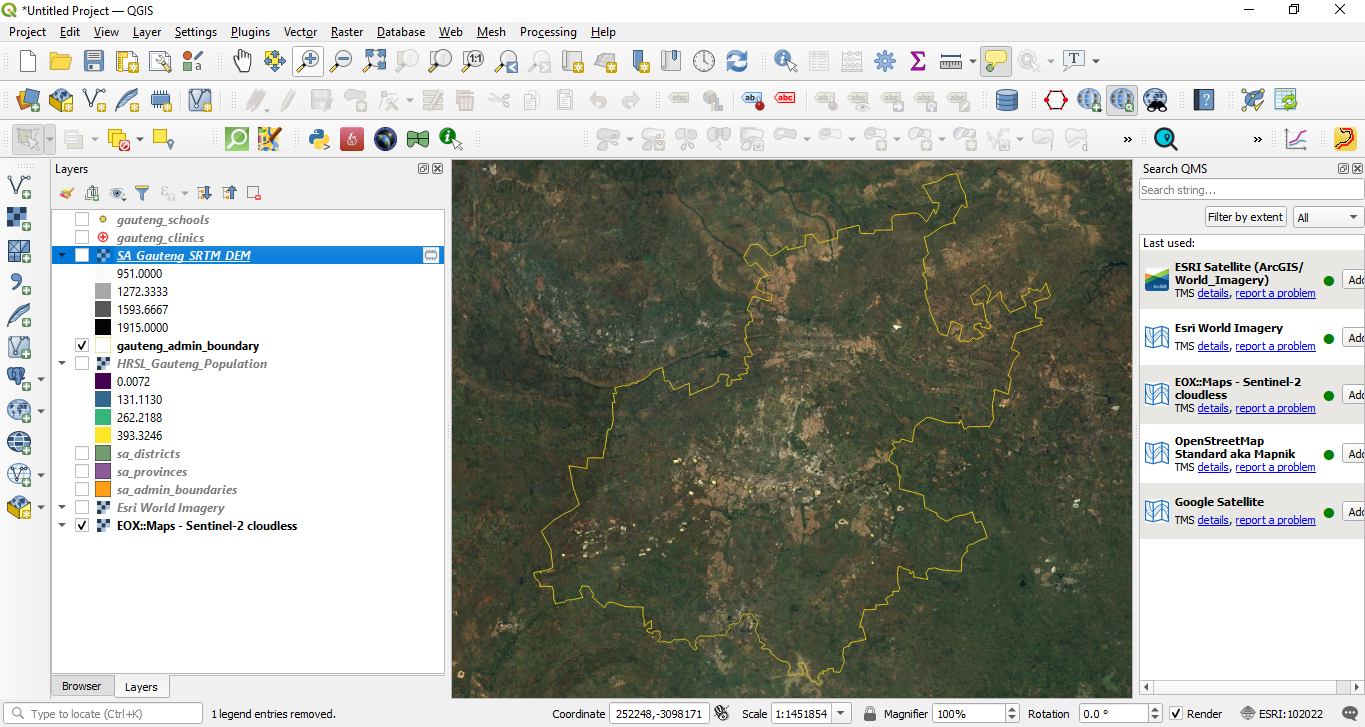 *Untitled Project — QGIS
Project Edit View Layer Settings Plugins Vector Raster Database Web Mesh Processing Help
Layers
gauteng_schools
gauteng_clinics
SA_Gauteng_SRTM_DEM
951.0000
1272.3333
1593.6667
1915.0000
gauteng_admin_boundary
HRSL_Gauteng_Population
0.0072
131.1130
262.2188
393.3246
sa_districts
sa_provinces
sa_admin_boundaries
Esri World Imagery
EOX::Maps - Sentinel-2 cloudless
Browser Layers
Search QMS
Search string...
Filter by extent All
Last used:
ESRI Satellite (ArcGIS/
World_Imagery)
TMS details, report a problem
Add
Esri World Imagery
TMS details, report a problem
Add
EOX::Maps - Sentinel-2
cloudless
TMS details, report a problem
Add
OpenStreetMap
Standard aka Mapnik
TMS details, report a problem
Add
Google Satellite
TMS details, report a problem
Add
Type to locate (Ctrl+K) 1 legend entries removed. Coordinate 252248,-3098171 Scale 1:1451854 Magnifier 100% Rotation 0.0 ° Render ESRI:102022